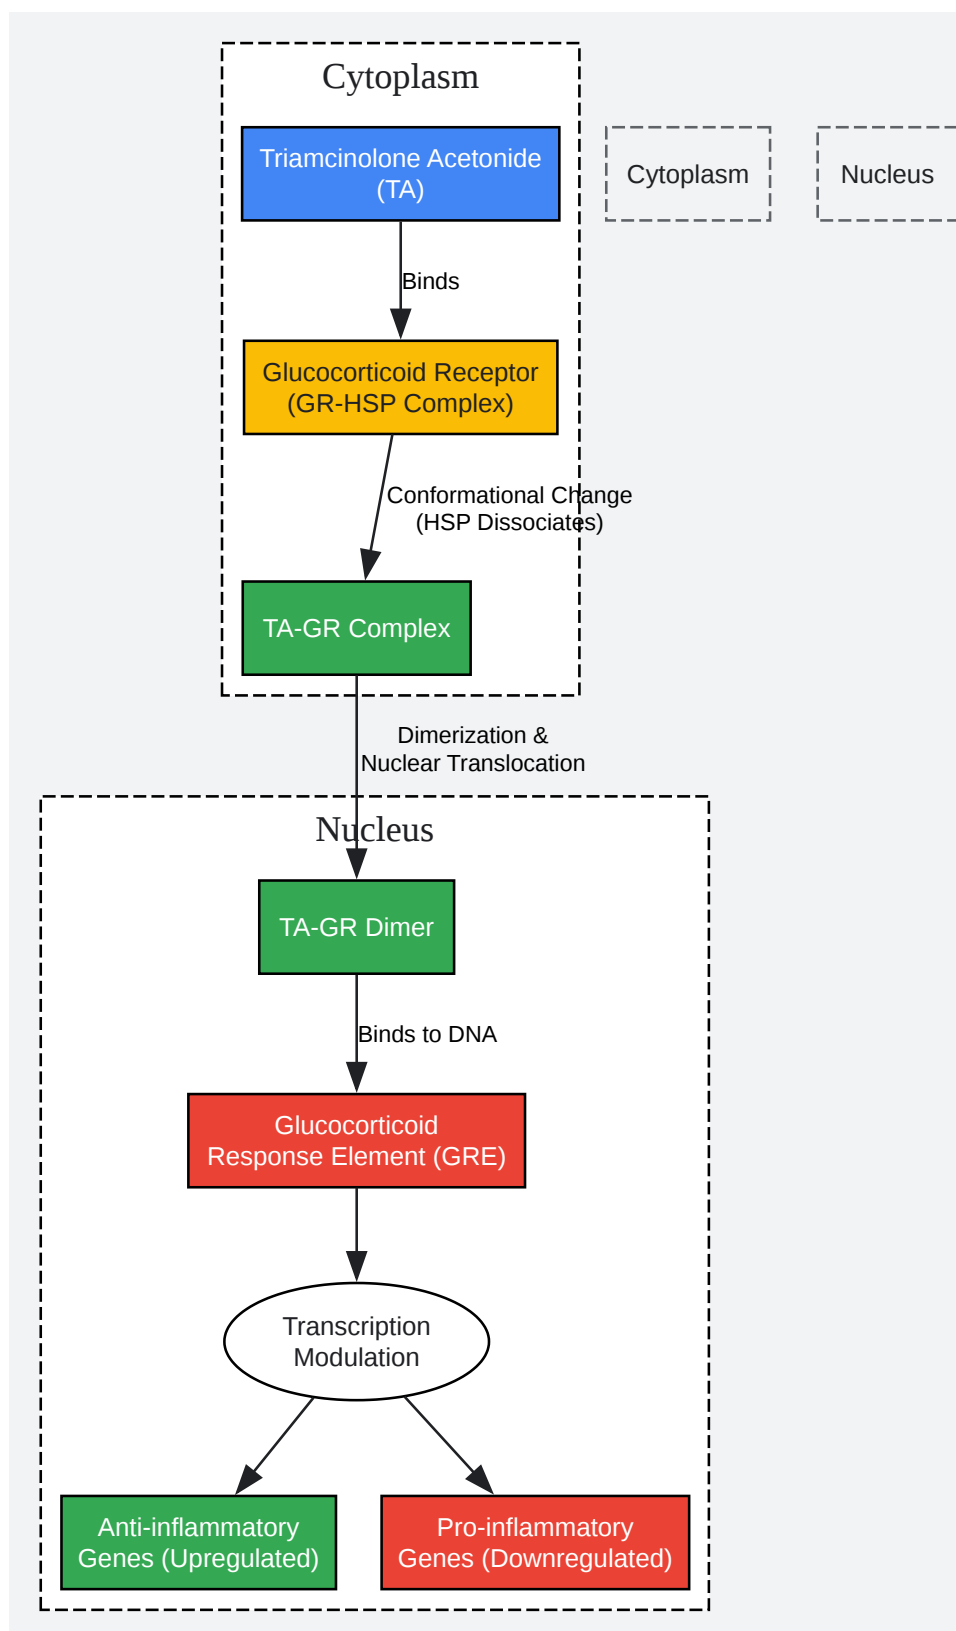 Cytoplasm
Triamcinolone Acetonide
(TA)
Cytoplasm
Nucleus
Binds
Glucocorticoid Receptor
(GR-HSP Complex)
Conformational Change
(HSP Dissociates)
TA-GR Complex
Dimerization &
Nuclear Translocation
Nucleus
TA-GR Dimer
Binds to DNA
Glucocorticoid
Response Element (GRE)
Transcription
Modulation
Anti-inflammatory
Genes (Upregulated)
Pro-inflammatory
Genes (Downregulated)